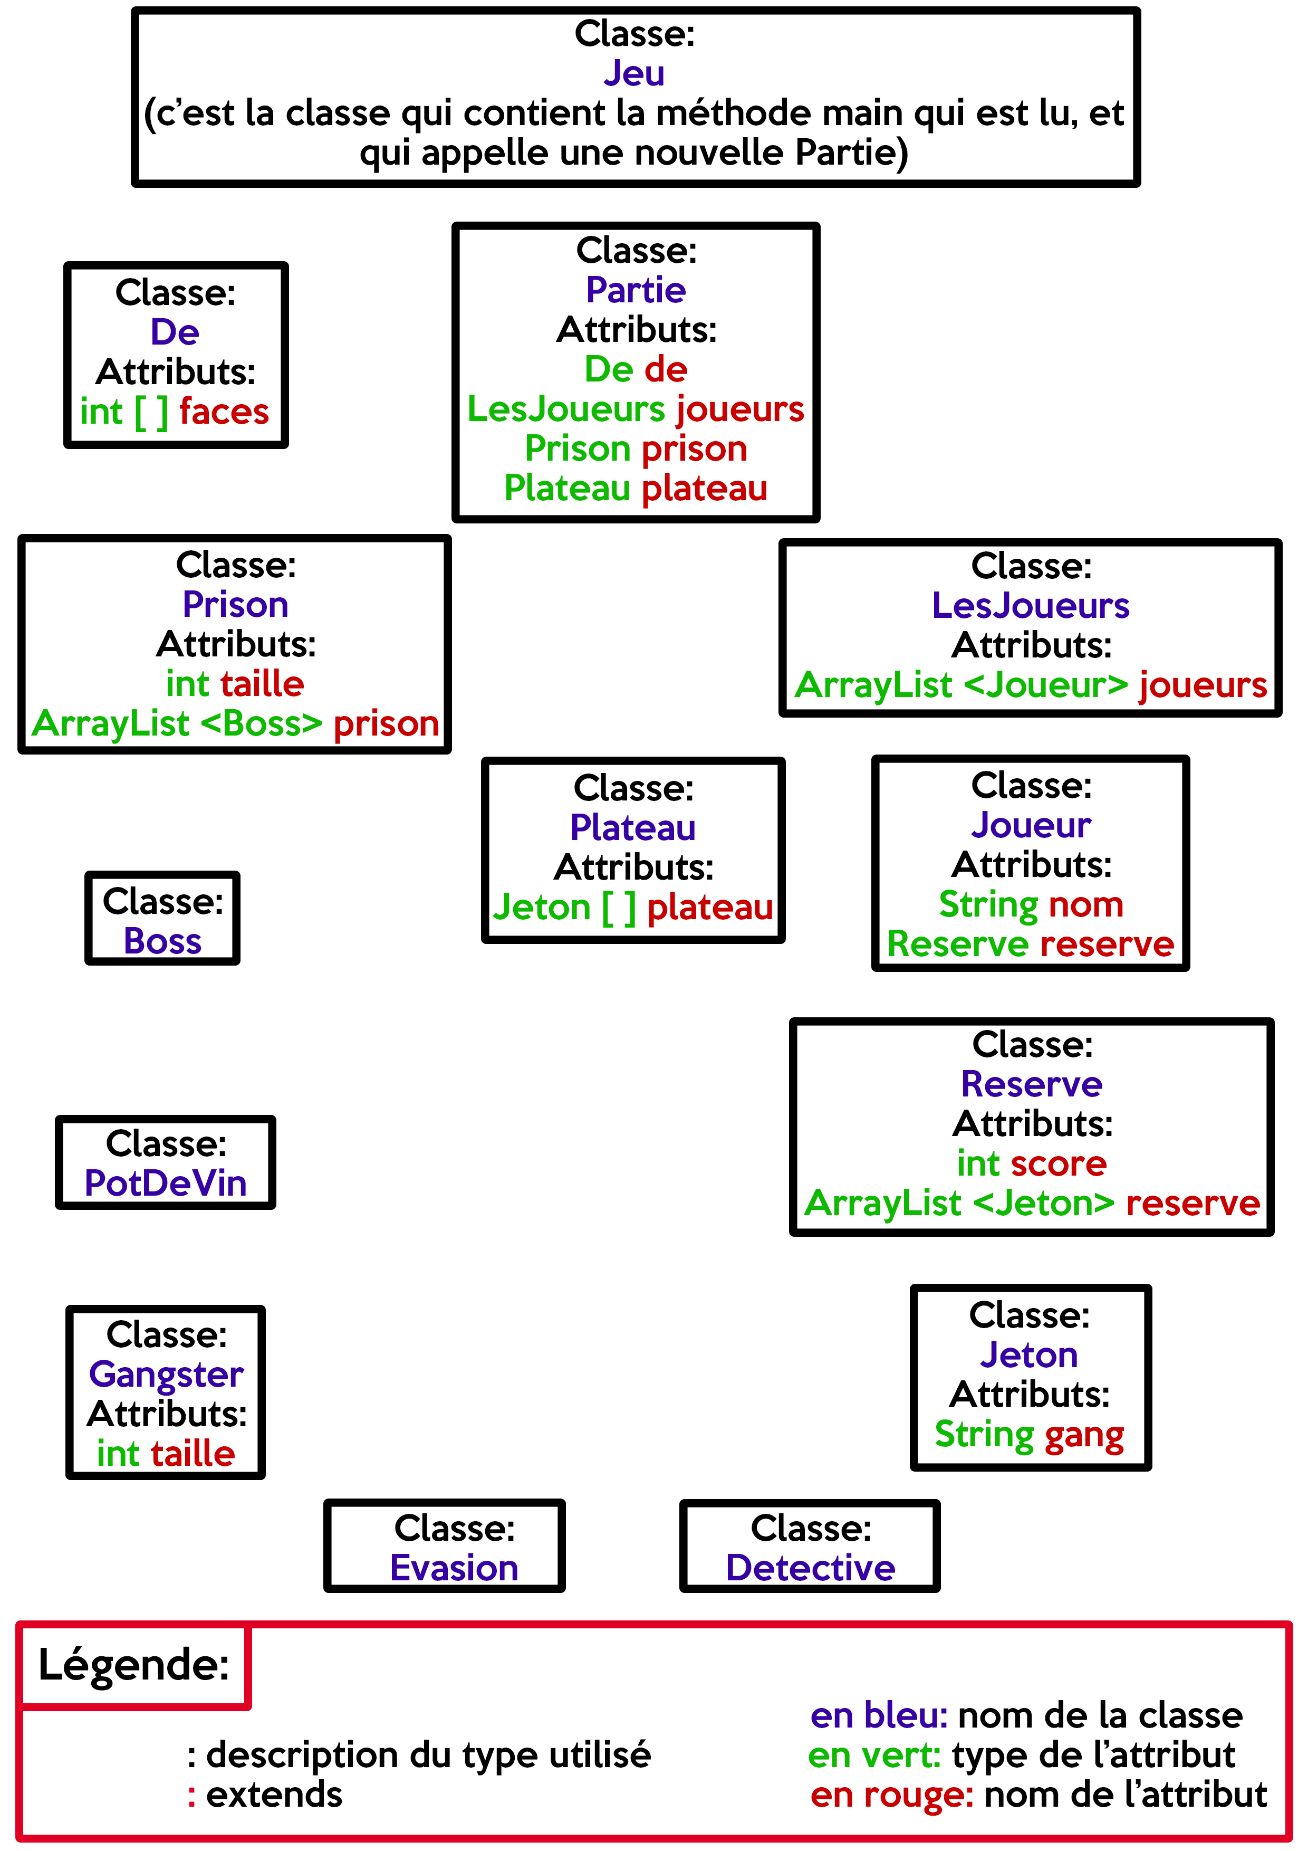 Classe:
Jeu
(c'est la classe qui contient la méthode main qui est lu, et
qui appelle une nouvelle Partie)
Classe:
De
Attributs:
int [ ] faces
Classe:
Partie
Attributs:
De de
LesJoueurs joueurs
Prison prison
Plateau plateau
Classe:
Prison
Attributs:
int taille
ArrayList <Boss> prison
Classe:
LesJoueurs
Attributs:
ArrayList <Joueur> joueurs
Classe:
Plateau
Attributs:
Jeton [ ] plateau
Classe:
Joueur
Attributs:
String nom
Reserve reserve
Classe:
Boss
Classe:
Reserve
Attributs:
int score
ArrayList <Jeton> reserve
Classe:
PotDeVin
Classe:
Gangster
Attributs:
int taille
Classe:
Jeton
Attributs:
String gang
Classe:
Evasion
Classe:
Detective
Légende:
: description du type utilisé
: extends
en bleu: nom de la classe
en vert: type de l'attribut
en rouge: nom de l'attribut